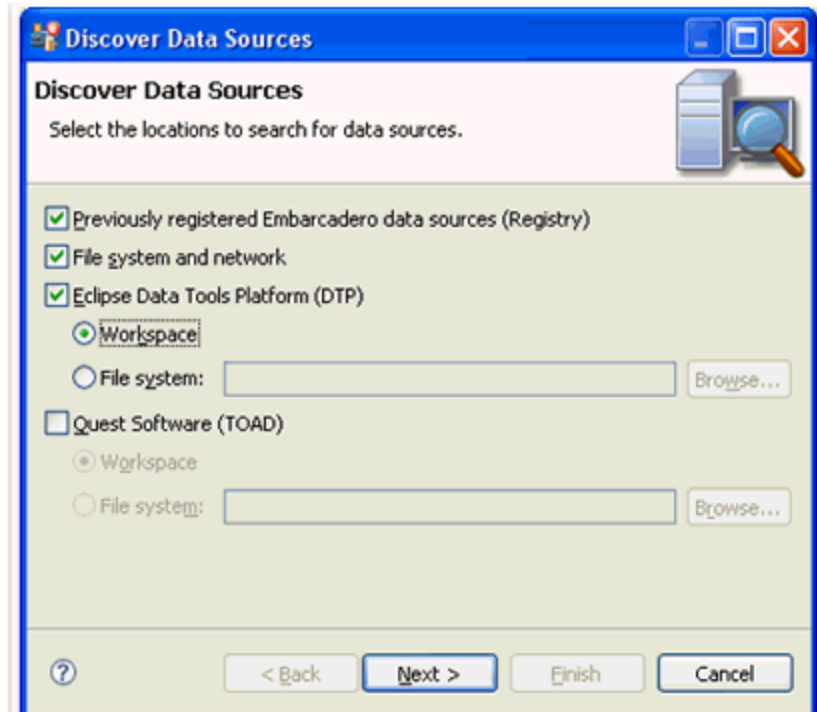 Discover Data Sources
Discover Data Sources
Select the locations to search for data sources.
Previously registered Embarcadero data sources (Registry)
File system and network
Eclipse Data Tools Platform (DTP)
Workspace
File system: Browse...
Quest Software (TOAD)
Workspace
File system: Browse...
? < Back Next > Finish Cancel